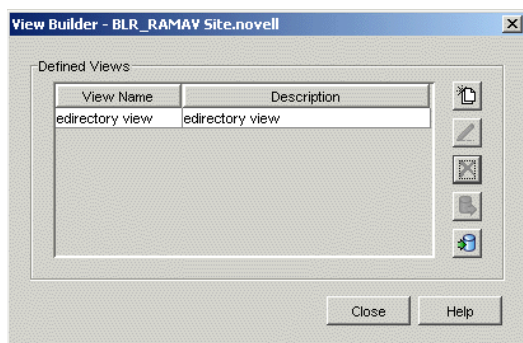 View Builder - BLR_RAMAV Site.novell
Defined Views
View Name Description
edirectory view edirectory view
Close Help